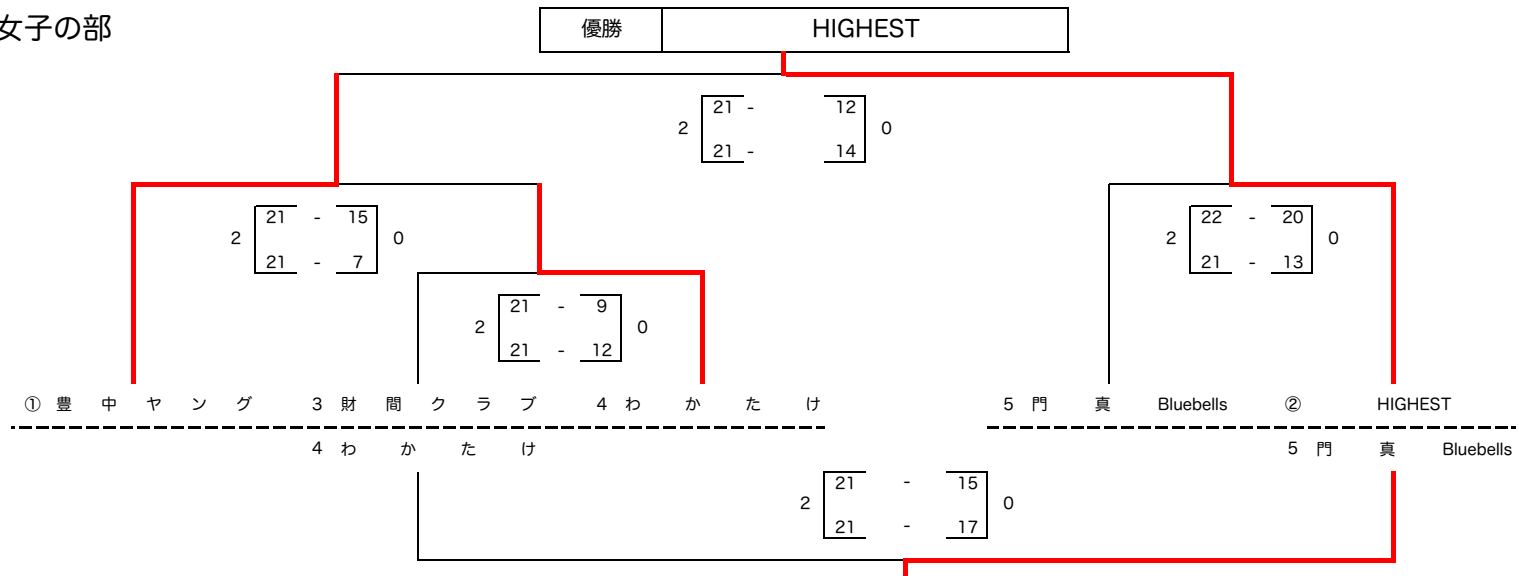 女子の部
優勝 HIGHEST
21 - 12
2 0
21 - 14
21 - 15 22 - 20
2 0 2 0
21 - 7 21 - 13
21 - 9
2 0
21 - 12
① 豊中ヤング 3 財間クラブ 4 わかたけ 5 門真 Bluebells ② HIGHEST
4 わかたけ 5 門真 Bluebells
21 - 15
2 0
21 - 17